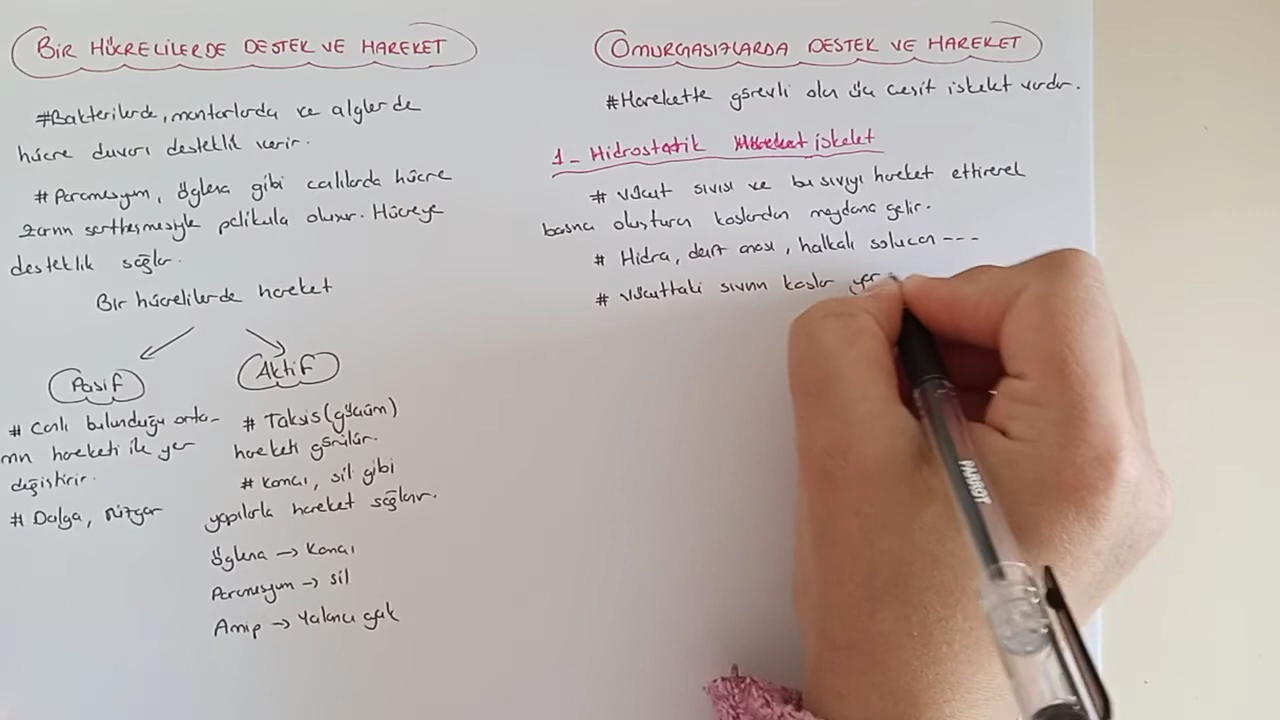 BİR HÜCRELİLERDE DESTEK VE HAREKET
#Bakterilerde, mantarlarda ve alglerde
hücre duvarı desteklik verir.
# Paramesyum, Öglena gibi canlılarda hücre
zarının sertleşmesiyle pelikula oluşur. Hücreye
desteklik sağlar.
Bir hücrelilerde hareket
Pasif
# Canlı bulunduğu orta-
mın hareketi ile yer
değiştirir.
# Dalga, rüzgar
Aktif
# Taksis (göçüm)
hareketi görülür.
# Kamçı, sil gibi
yapılarla hareket sağlanır.
Öglena → Kamçı
Paramesyum → sil
Amip → Yalancı ayak
OMURGASIZLARDA DESTEK VE HAREKET
#Harekette görevli olan üç çeşit iskelet vardır.
1- Hidrostatik iskelet
# Vücut sıvısı ve bu sıvıyı hareket ettirerek
basınç oluşturan kaslardan meydana gelir.
# Hidra, deniz anası, halkalı solucan ---
# Vücuttaki sıvının kaslar
PARROT